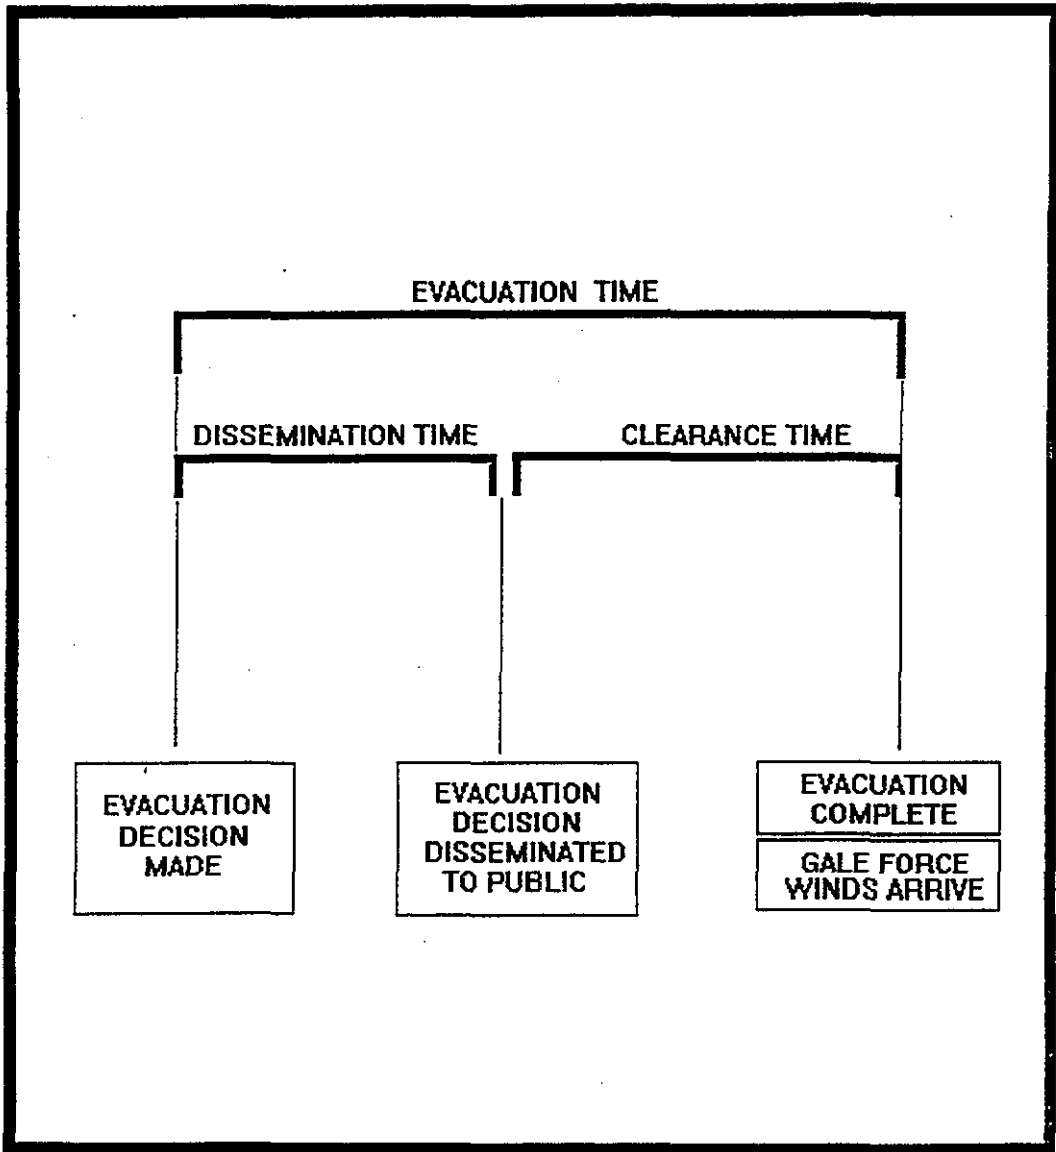 EVACUATION TIME
DISSEMINATION TIME
CLEARANCE TIME
EVACUATION
DECISION
MADE
EVACUATION
DECISION
DISSEMINATED
TO PUBLIC
EVACUATION
COMPLETE
GALE FORCE
WINDS ARRIVE